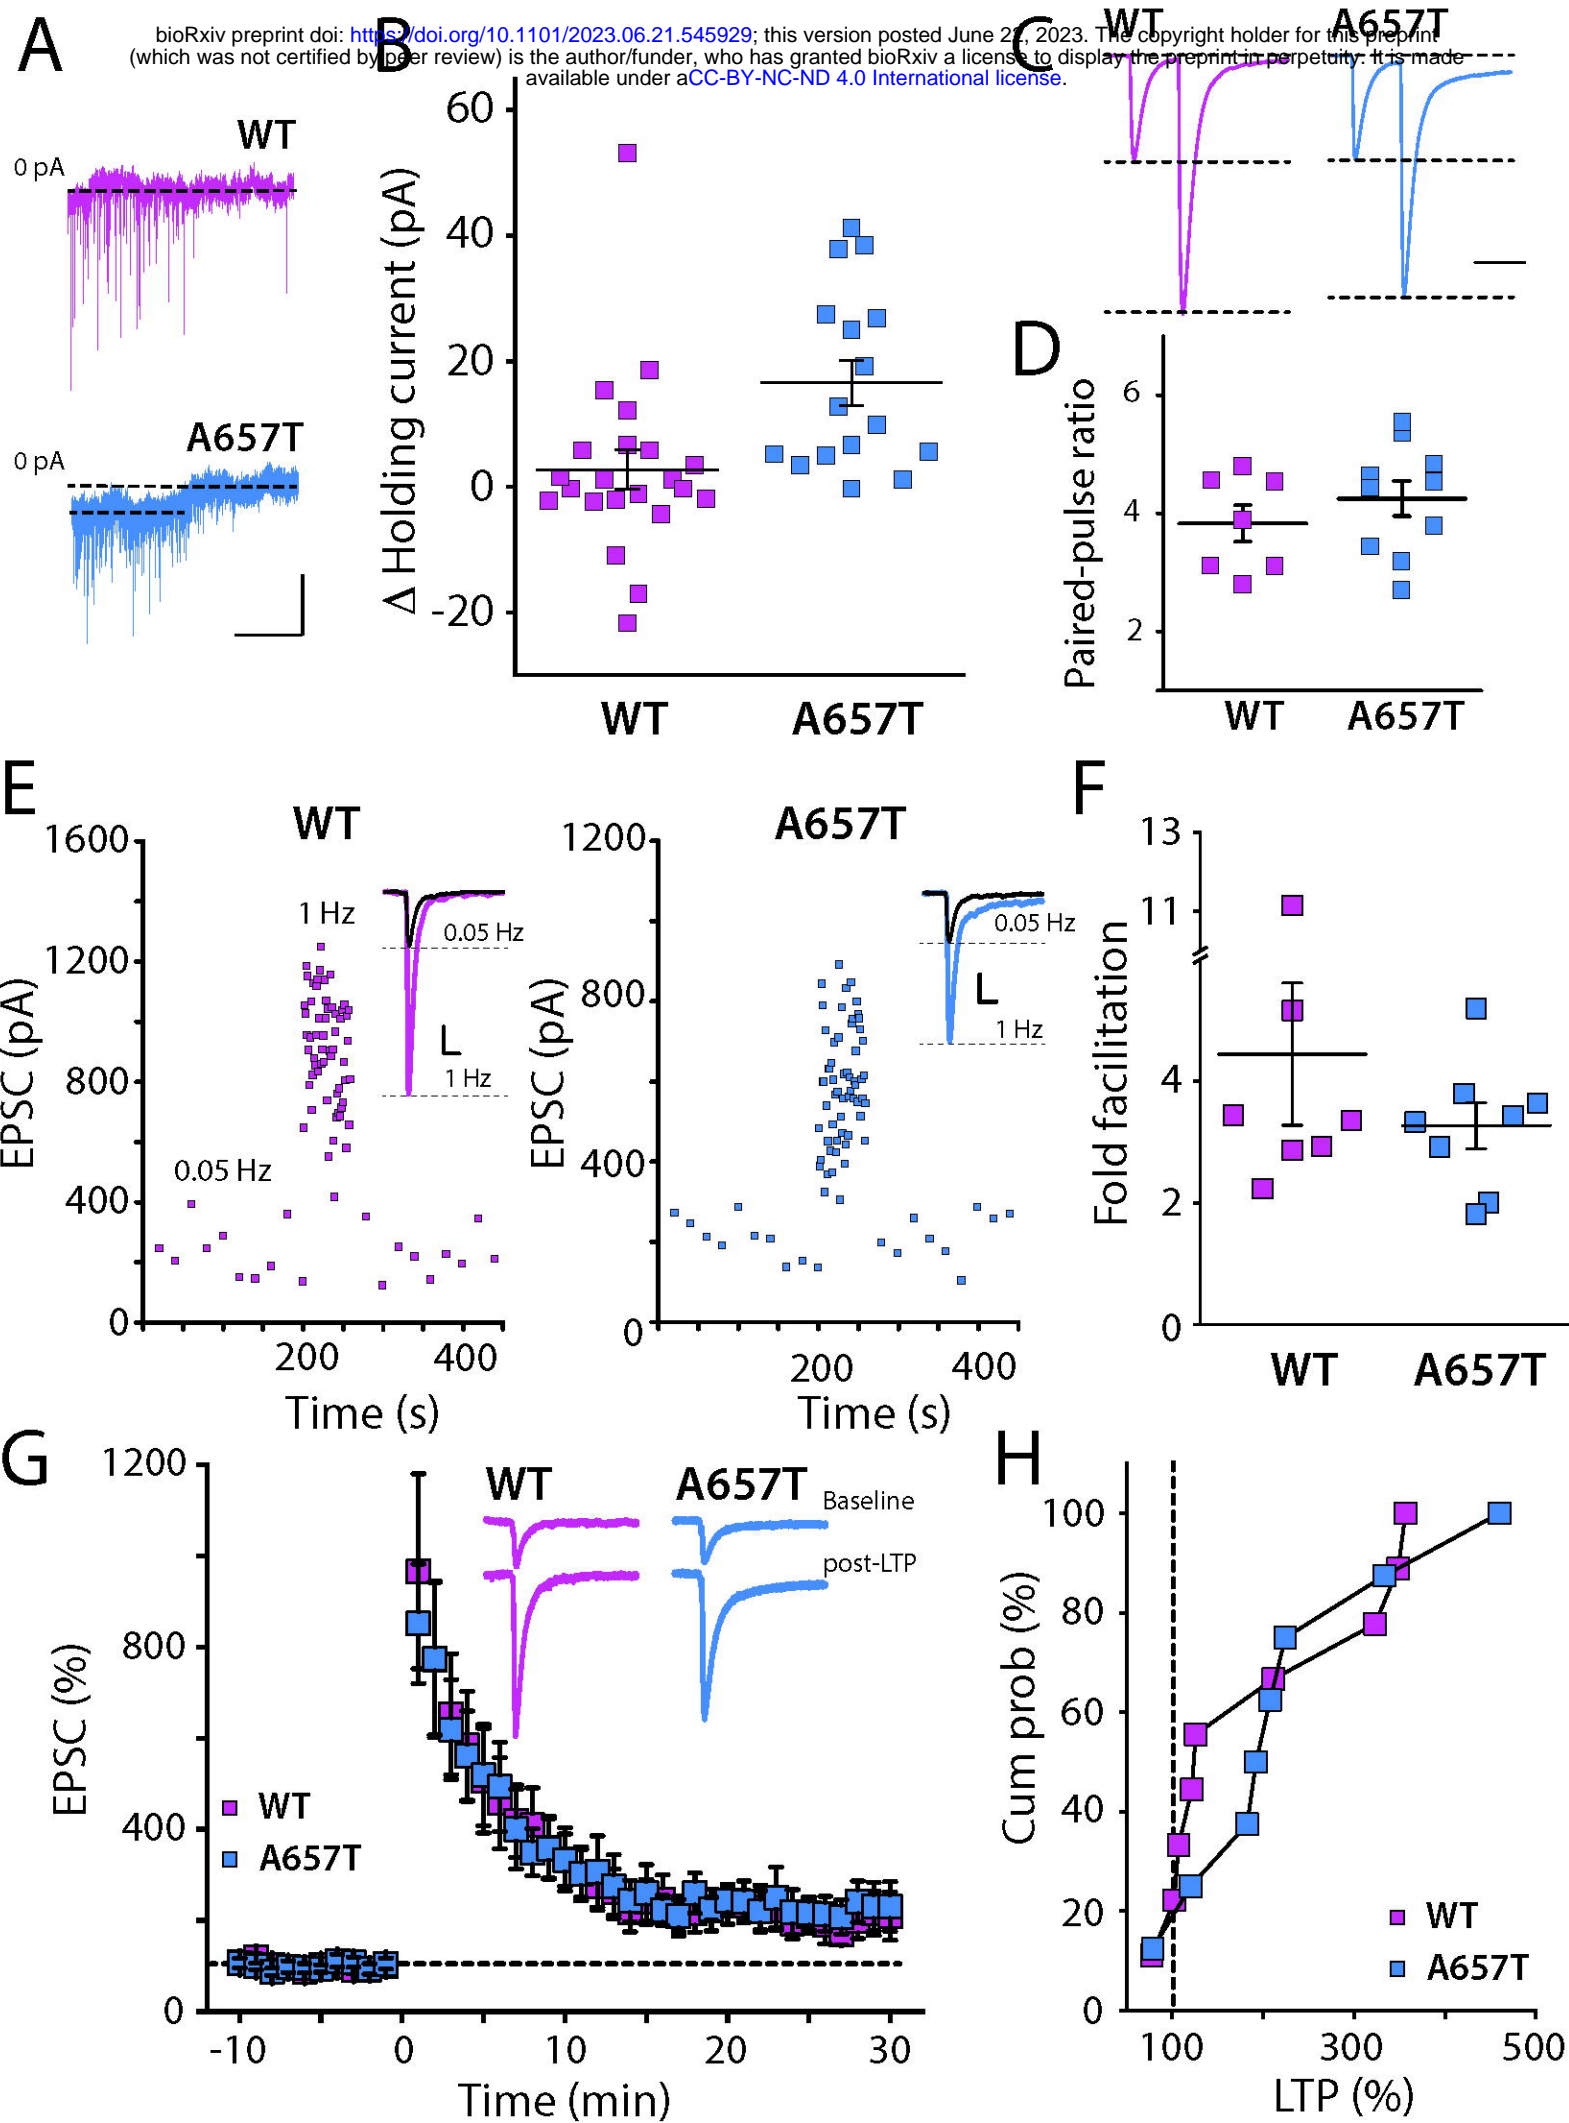 bioRxiv preprint doi: https://doi.org/10.1101/2023.06.21.545929; this version posted June 22, 2023. The copyright holder for this preprint
(which was not certified by peer review) is the author/funder, who has granted bioRxiv a license to display the preprint in perpetuity. It is made
available under aCC-BY-NC-ND 4.0 International license.
A
WT
0 pA
A657T
0 pA
B
Δ Holding current (pA)
60
40
20
0
-20
WT A657T
C
WT A657T
D
Paired-pulse ratio
6
4
2
WT A657T
E
WT
EPSC (pA)
1600
1200
800
400
0
1 Hz
0.05 Hz
0.05 Hz
1 Hz
200 400
Time (s)
A657T
EPSC (pA)
1200
800
400
0
0.05 Hz
1 Hz
200 400
Time (s)
F
Fold facilitation
13
11
4
2
0
WT A657T
G
EPSC (%)
1200
800
400
0
WT A657T
Baseline
post-LTP
WT
A657T
-10 0 10 20 30
Time (min)
H
Cum prob (%)
100
80
60
40
20
0
WT
A657T
100 300 500
LTP (%)